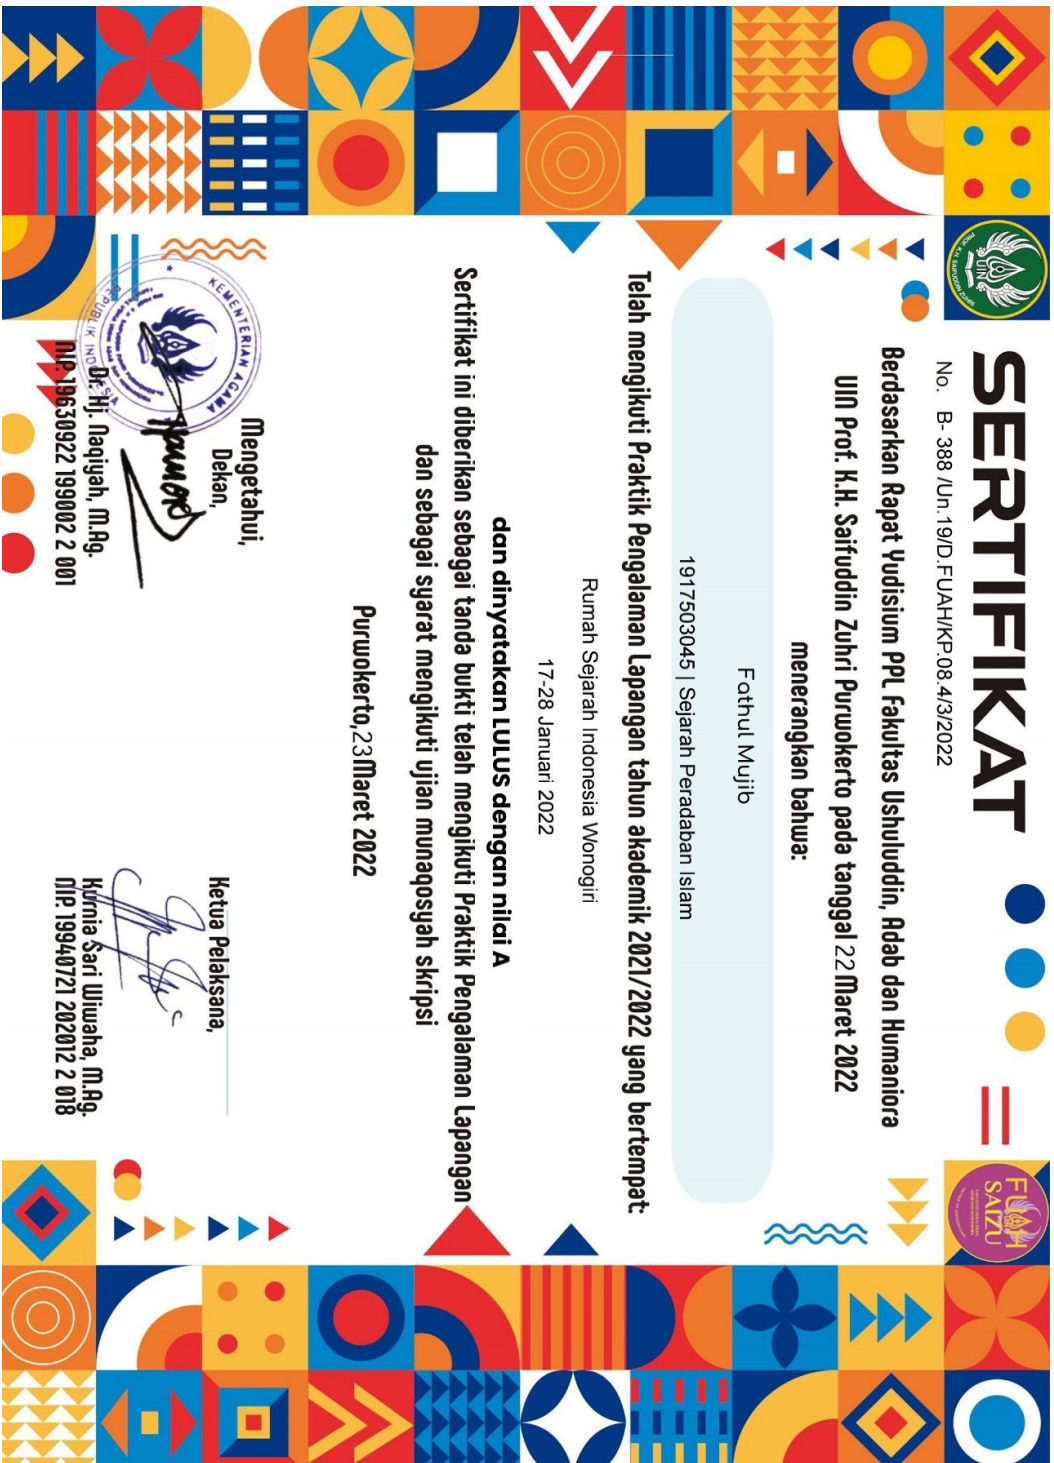 SERTIFIKAT
No. B- 388 /Un.19/D.FUAH/KP.08.4/3/2022
Berdasarkan Rapat Yudisium PPL Fakultas Ushuluddin, Adab dan Humaniora
UIN Prof. K.H. Saifuddin Zuhri Purwokerto pada tanggal 22 Maret 2022
menerangkan bahwa:
Fathul Mujib
1917503045 | Sejarah Peradaban Islam
Telah mengikuti Praktik Pengalaman Lapangan tahun akademik 2021/2022 yang bertempat:
Rumah Sejarah Indonesia Wonogiri
17-28 Januari 2022
dan dinyatakan LULUS dengan nilai A
Sertifikat ini diberikan sebagai tanda bukti telah mengikuti Praktik Pengalaman Lapangan
dan sebagai syarat mengikuti ujian munaqosyah skripsi
Purwokerto,23 Maret 2022
Mengetahui,
Dekan,
KEMENTERIAN AGAMA
REPUBLIK INDONESIA
Dr. Hj. Naqiyah, M.Ag.
NIP. 19630922 199002 2 001
Ketua Pelaksana,
Kurnia Sari Wiwaha, M.Ag.
NIP. 19940721 202012 2 018
UIN
PROF. K.H. SAIFUDDIN
FUAH
SAIZU